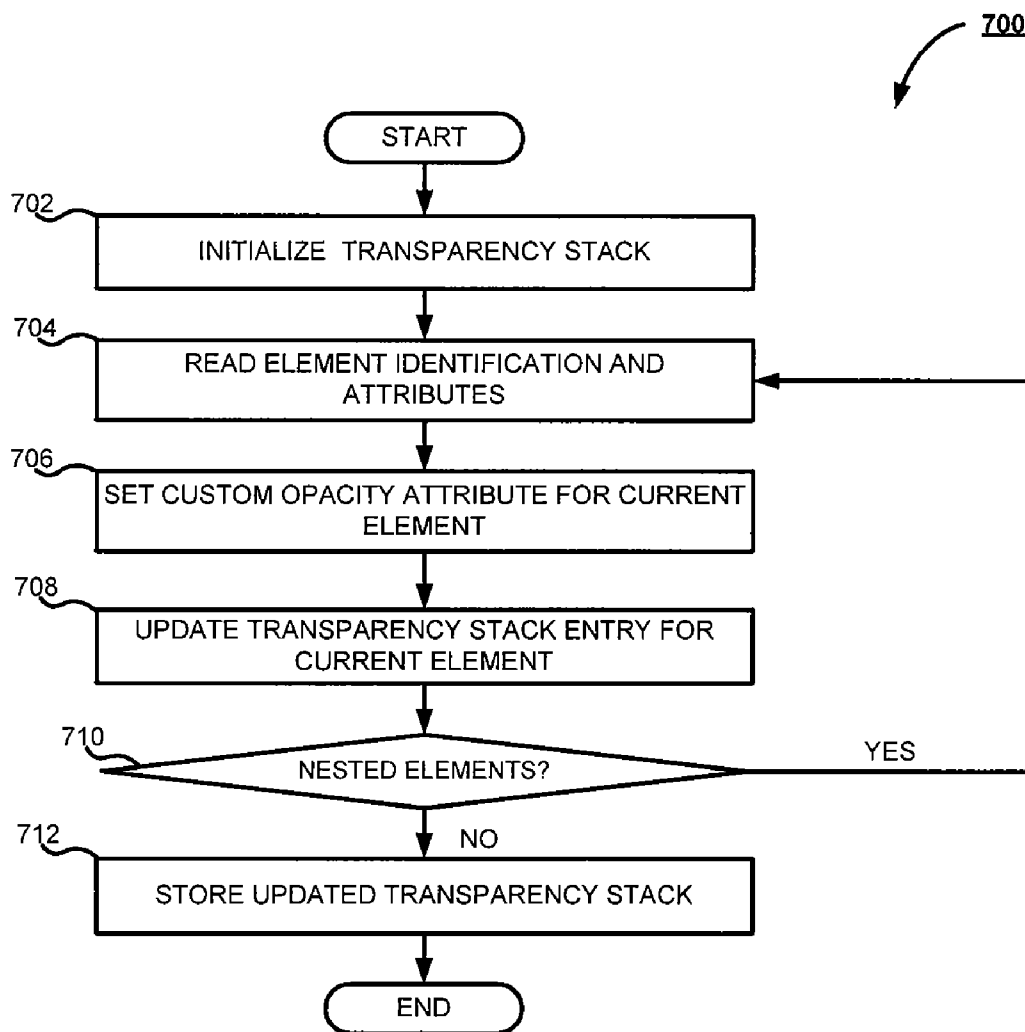 700
START
702
INITIALIZE TRANSPARENCY STACK
704
READ ELEMENT IDENTIFICATION AND
ATTRIBUTES
706
SET CUSTOM OPACITY ATTRIBUTE FOR CURRENT
ELEMENT
708
UPDATE TRANSPARENCY STACK ENTRY FOR
CURRENT ELEMENT
710
NESTED ELEMENTS?
YES
NO
712
STORE UPDATED TRANSPARENCY STACK
END